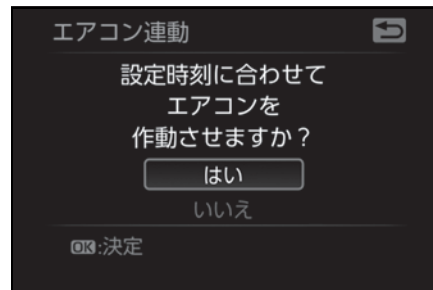 エアコン連動
設定時刻に合わせて
エアコンを
作動させますか？
はい
いいえ
OK:決定